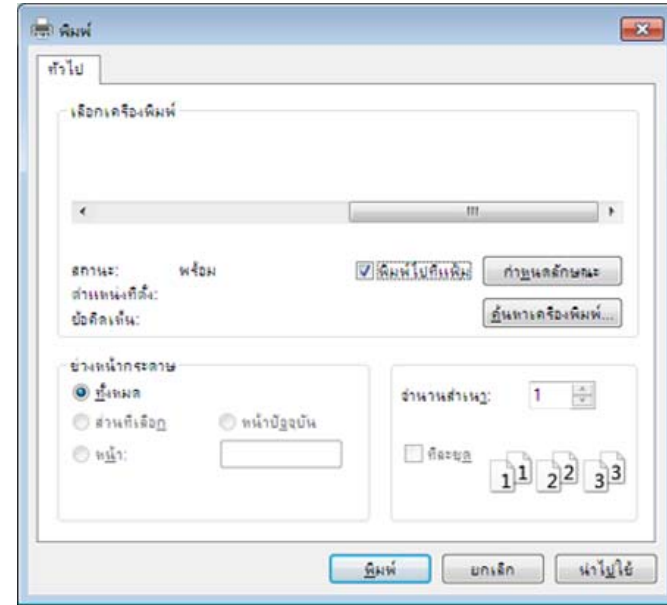 พิมพ์
ทั่วไป
เลือกเครื่องพิมพ์
สถานะ: พร้อม
พิมพ์ไปที่แฟ้ม
กำหนดลักษณะ
ตำแหน่งที่ตั้ง:
ข้อคิดเห็น:
ค้นหาเครื่องพิมพ์...
ช่วงหน้ากระดาษ
ทั้งหมด
ส่วนที่เลือก
หน้าปัจจุบัน
หน้า:
จำนวนสำเนา: 1
ทีละชุด
1 1 2 2 3 3
พิมพ์
ยกเลิก
นำไปใช้